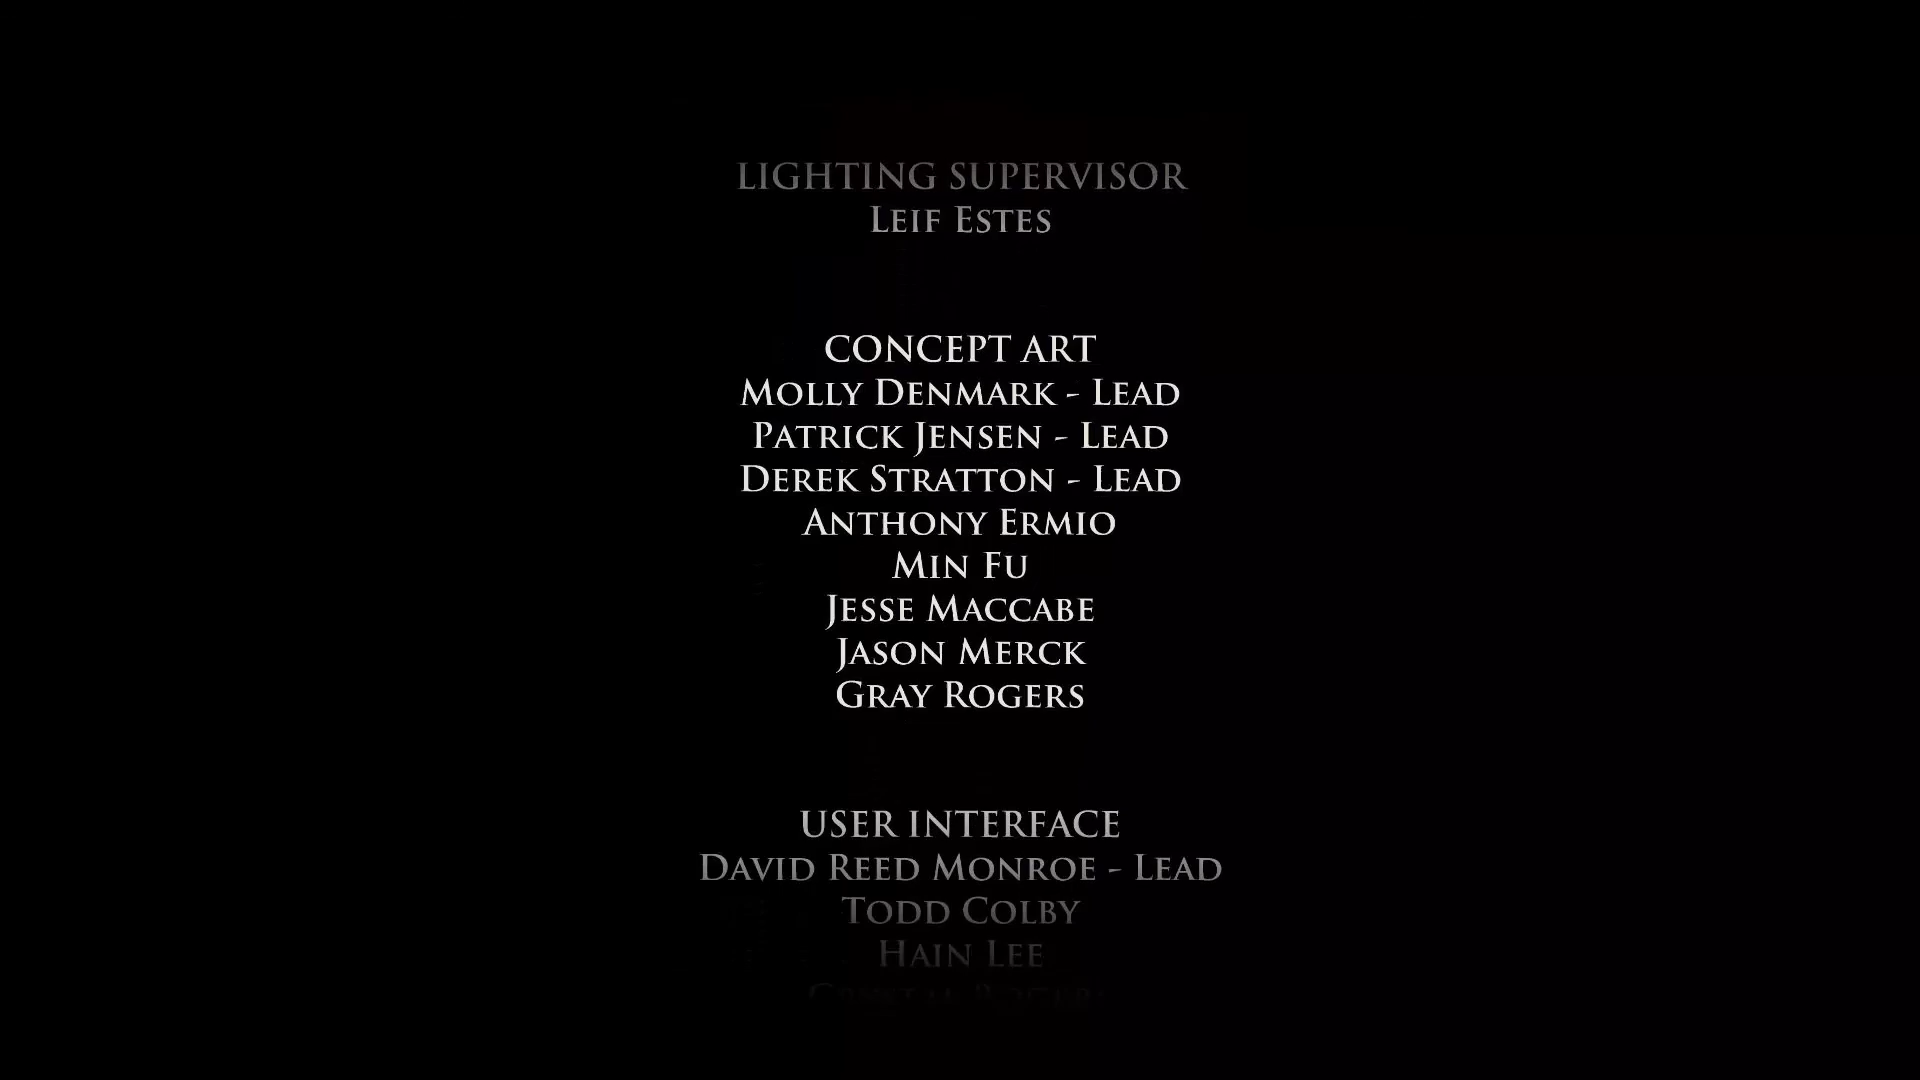 LIGHTING SUPERVISOR
LEIF ESTES
CONCEPT ART
MOLLY DENMARK - LEAD
PATRICK JENSEN - LEAD
DEREK STRATTON - LEAD
ANTHONY ERMIO
MIN FU
JESSE MACCABE
JASON MERCK
GRAY ROGERS
USER INTERFACE
DAVID REED MONROE - LEAD
TODD COLBY
HAIN LEE